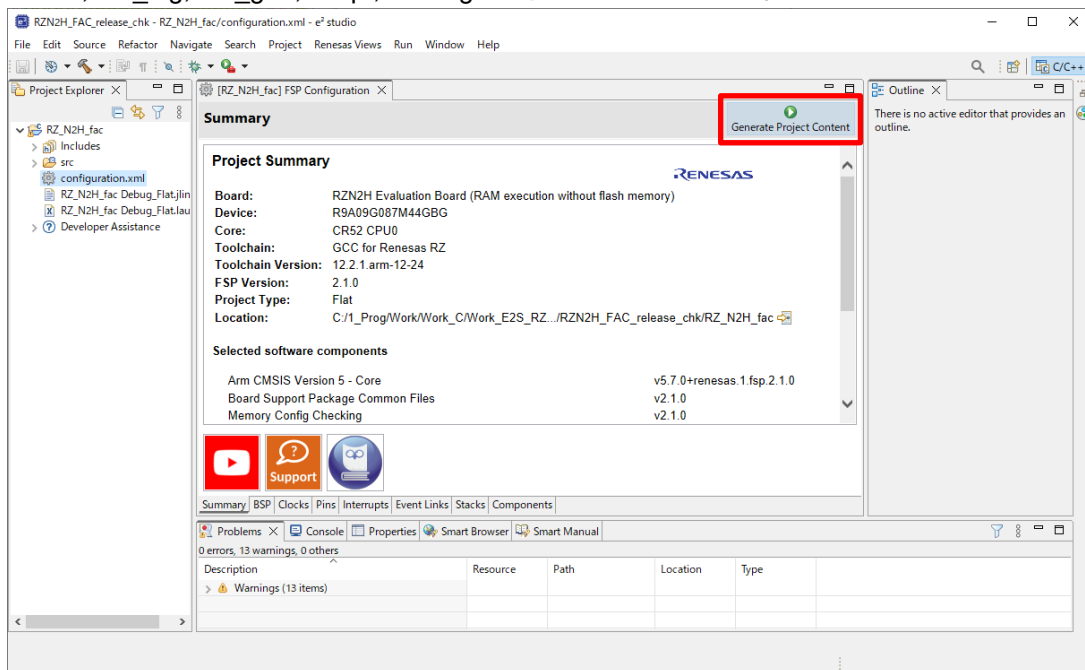 RZN2H_FAC_release_chk - RZ_N2H_fac/configuration.xml - e² studio
File Edit Source Refactor Navigate Search Project Renesas Views Run Window Help
C/C++
Project Explorer
[RZ_N2H_fac] FSP Configuration
Outline
Summary
Generate Project Content
There is no active editor that provides an
outline.
RZ_N2H_fac
Includes
src
configuration.xml
RZ_N2H_fac Debug_Flat.jlin
RZ_N2H_fac Debug_Flat.lau
Developer Assistance
Project Summary
RENESAS
Board: RZN2H Evaluation Board (RAM execution without flash memory)
Device: R9A09G087M44GBG
Core: CR52 CPU0
Toolchain: GCC for Renesas RZ
Toolchain Version: 12.2.1.arm-12-24
FSP Version: 2.1.0
Project Type: Flat
Location: C:/1_Prog/Work/Work_C/Work_E2S_RZ.../RZN2H_FAC_release_chk/RZ_N2H_fac
Selected software components
Arm CMSIS Version 5 - Core v5.7.0+renesas.1.fsp.2.1.0
Board Support Package Common Files v2.1.0
Memory Config Checking v2.1.0
Support
Summary BSP Clocks Pins Interrupts Event Links Stacks Components
Problems Console Properties Smart Browser Smart Manual
0 errors, 13 warnings, 0 others
Description Resource Path Location Type
Warnings (13 items)